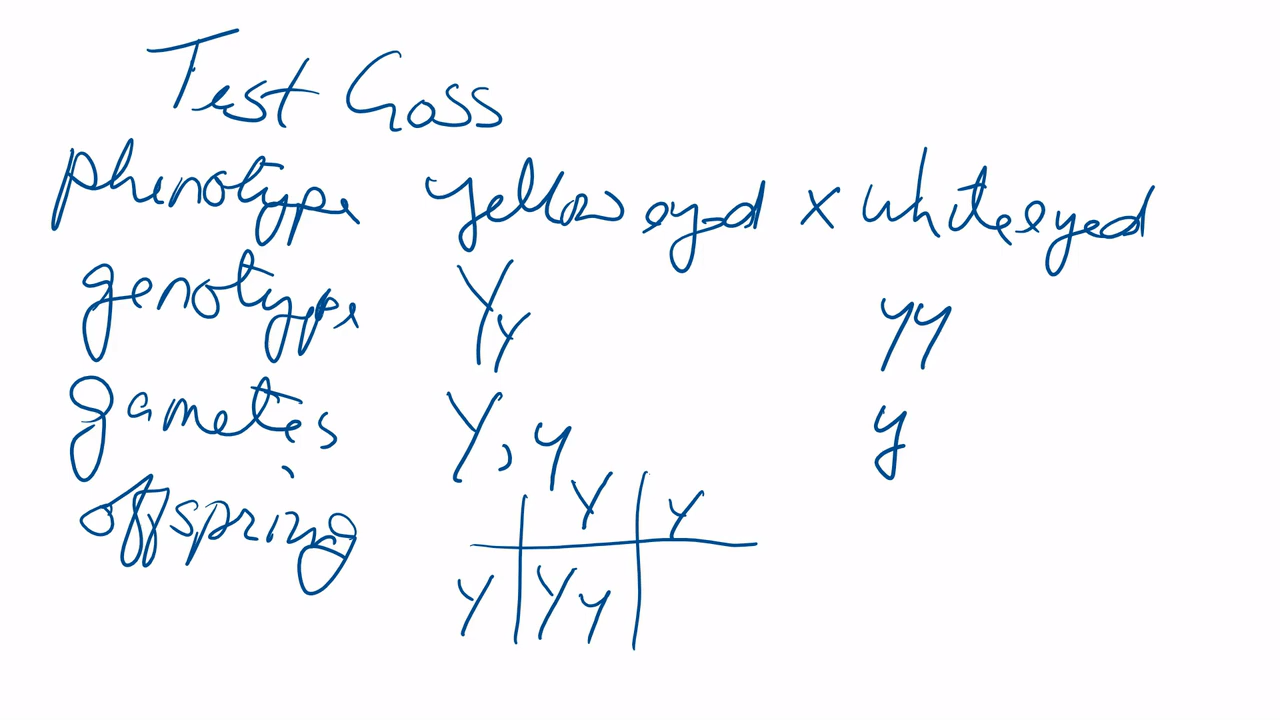 Test Cross
phenotype yellow eyed x white eyed
genotype Yy yy
gametes Y, y y
offspring Y y
y Yy